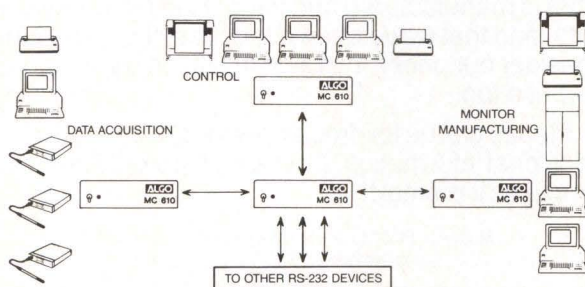 CONTROL
ALGO
MC 610
DATA ACQUISITION
MONITOR
MANUFACTURING
ALGO
MC 610
ALGO
MC 610
ALGO
MC 610
TO OTHER RS-232 DEVICES